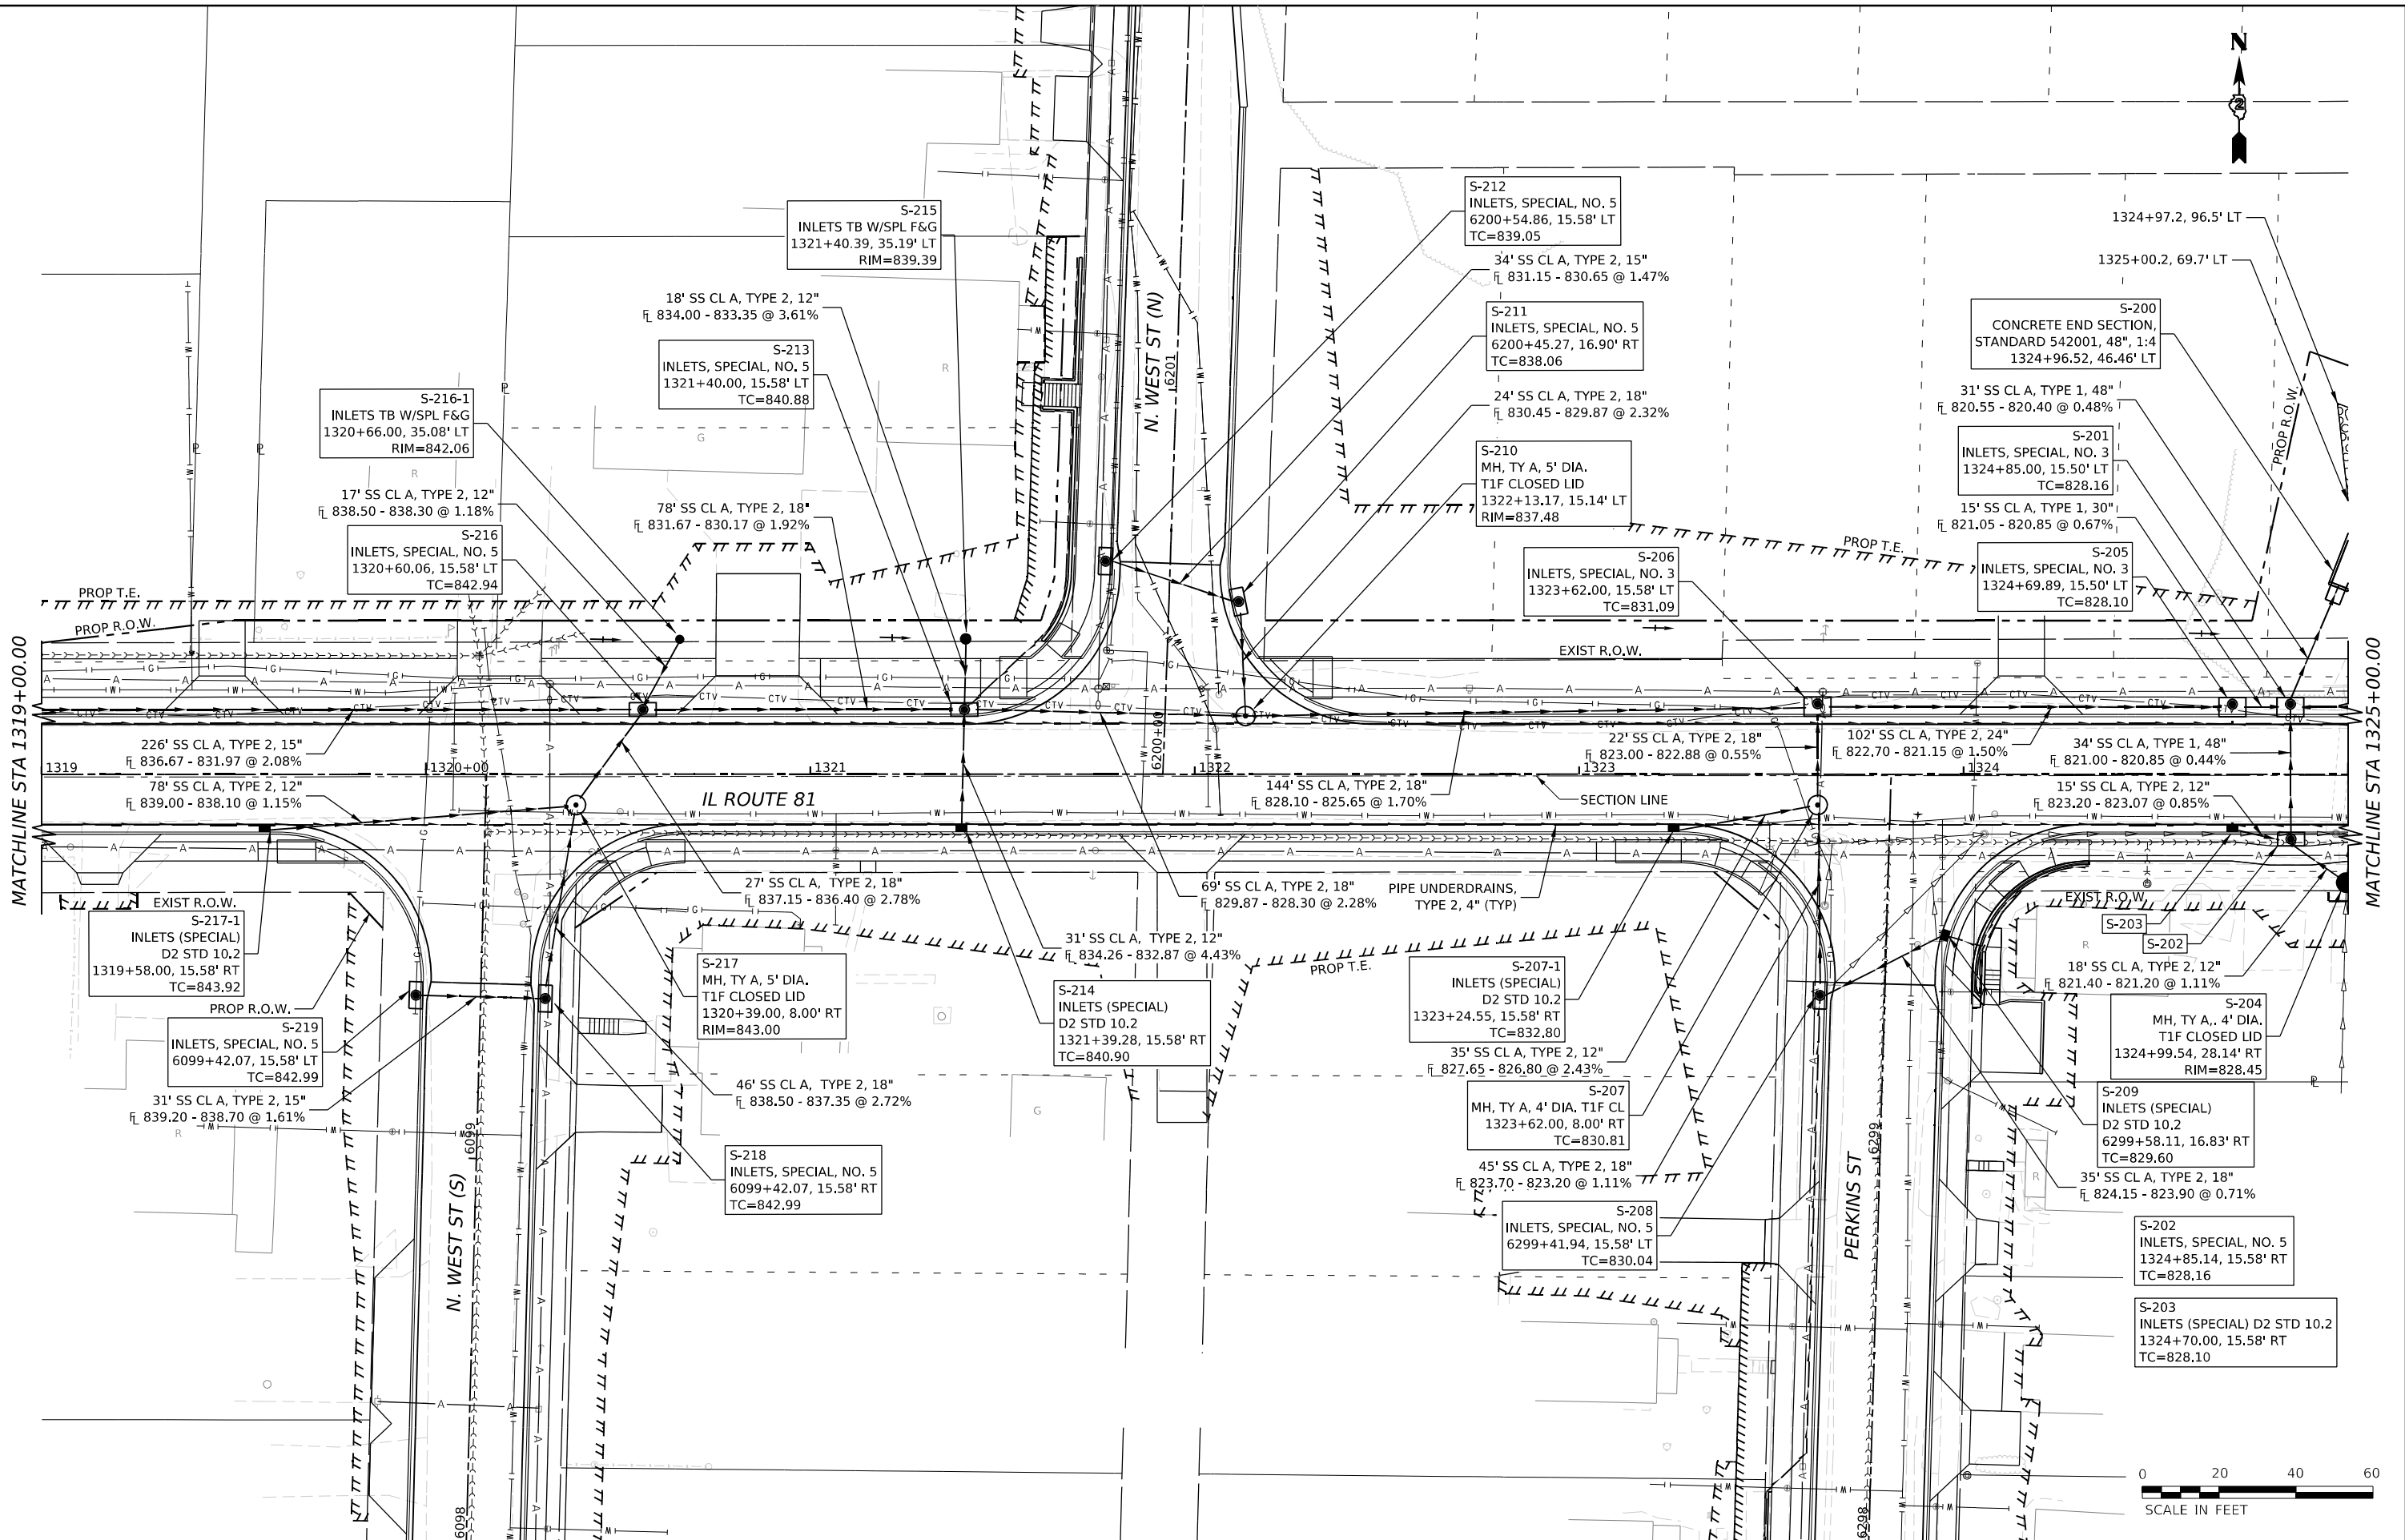 N
2
S-212
INLETS, SPECIAL, NO. 5
6200+54.86, 15.58' LT
TC=839.05
S-215
INLETS TB W/SPL F&G
1321+40.39, 35.19' LT
RIM=839.39
1324+97.2, 96.5' LT
1325+00.2, 69.7' LT
34' SS CL A, TYPE 2, 15"
FL 831.15 - 830.65 @ 1.47%
18' SS CL A, TYPE 2, 12"
FL 834.00 - 833.35 @ 3.61%
S-211
INLETS, SPECIAL, NO. 5
6200+45.27, 16.90' RT
TC=838.06
S-200
CONCRETE END SECTION,
STANDARD 542001, 48", 1:4
1324+96.52, 46.46' LT
S-213
INLETS, SPECIAL, NO. 5
1321+40.00, 15.58' LT
TC=840.88
24' SS CL A, TYPE 2, 18"
FL 830.45 - 829.87 @ 2.32%
31' SS CL A, TYPE 1, 48"
FL 820.55 - 820.40 @ 0.48%
S-216-1
INLETS TB W/SPL F&G
1320+66.00, 35.08' LT
RIM=842.06
S-210
MH, TY A, 5' DIA.
T1F CLOSED LID
1322+13.17, 15.14' LT
RIM=837.48
S-201
INLETS, SPECIAL, NO. 3
1324+85.00, 15.50' LT
TC=828.16
17' SS CL A, TYPE 2, 12"
FL 838.50 - 838.30 @ 1.18%
78' SS CL A, TYPE 2, 18"
FL 831.67 - 830.17 @ 1.92%
15' SS CL A, TYPE 1, 30"
FL 821.05 - 820.85 @ 0.67%
S-216
INLETS, SPECIAL, NO. 5
1320+60.06, 15.58' LT
TC=842.94
S-206
INLETS, SPECIAL, NO. 3
1323+62.00, 15.58' LT
TC=831.09
S-205
INLETS, SPECIAL, NO. 3
1324+69.89, 15.50' LT
TC=828.10
N. WEST ST (N)
6201
6200+00
PROP R.O.W.
PROP T.E.
PROP T.E.
PROP R.O.W.
EXIST R.O.W.
MATCHLINE STA 1319+00.00
MATCHLINE STA 1325+00.00
226' SS CL A, TYPE 2, 15"
FL 836.67 - 831.97 @ 2.08%
22' SS CL A, TYPE 2, 18"
FL 823.00 - 822.88 @ 0.55%
102' SS CL A, TYPE 2, 24"
FL 822.70 - 821.15 @ 1.50%
34' SS CL A, TYPE 1, 48"
FL 821.00 - 820.85 @ 0.44%
1319
1320+00
1321
1322
1323
1324
78' SS CL A, TYPE 2, 12"
FL 839.00 - 838.10 @ 1.15%
IL ROUTE 81
144' SS CL A, TYPE 2, 18"
FL 828.10 - 825.65 @ 1.70%
SECTION LINE
15' SS CL A, TYPE 2, 12"
FL 823.20 - 823.07 @ 0.85%
27' SS CL A, TYPE 2, 18"
FL 837.15 - 836.40 @ 2.78%
69' SS CL A, TYPE 2, 18"
FL 829.87 - 828.30 @ 2.28%
PIPE UNDERDRAINS,
TYPE 2, 4" (TYP)
EXIST R.O.W.
EXIST R.O.W.
S-203
S-202
S-217-1
INLETS (SPECIAL)
D2 STD 10.2
1319+58.00, 15.58' RT
TC=843.92
31' SS CL A, TYPE 2, 12"
FL 834.26 - 832.87 @ 4.43%
PROP T.E.
S-217
MH, TY A, 5' DIA.
T1F CLOSED LID
1320+39.00, 8.00' RT
RIM=843.00
S-214
INLETS (SPECIAL)
D2 STD 10.2
1321+39.28, 15.58' RT
TC=840.90
S-207-1
INLETS (SPECIAL)
D2 STD 10.2
1323+24.55, 15.58' RT
TC=832.80
18' SS CL A, TYPE 2, 12"
FL 821.40 - 821.20 @ 1.11%
PROP R.O.W.
S-219
INLETS, SPECIAL, NO. 5
6099+42.07, 15.58' LT
TC=842.99
S-204
MH, TY A,. 4' DIA.
T1F CLOSED LID
1324+99.54, 28.14' RT
RIM=828.45
35' SS CL A, TYPE 2, 12"
FL 827.65 - 826.80 @ 2.43%
31' SS CL A, TYPE 2, 15"
FL 839.20 - 838.70 @ 1.61%
46' SS CL A, TYPE 2, 18"
FL 838.50 - 837.35 @ 2.72%
S-207
MH, TY A, 4' DIA. T1F CL
1323+62.00, 8.00' RT
TC=830.81
S-209
INLETS (SPECIAL)
D2 STD 10.2
6299+58.11, 16.83' RT
TC=829.60
S-218
INLETS, SPECIAL, NO. 5
6099+42.07, 15.58' RT
TC=842.99
45' SS CL A, TYPE 2, 18"
FL 823.70 - 823.20 @ 1.11%
35' SS CL A, TYPE 2, 18"
FL 824.15 - 823.90 @ 0.71%
S-208
INLETS, SPECIAL, NO. 5
6299+41.94, 15.58' LT
TC=830.04
S-202
INLETS, SPECIAL, NO. 5
1324+85.14, 15.58' RT
TC=828.16
S-203
INLETS (SPECIAL) D2 STD 10.2
1324+70.00, 15.58' RT
TC=828.10
N. WEST ST (S)
6099
6098
PERKINS ST
6299
6298
0 20 40 60
SCALE IN FEET